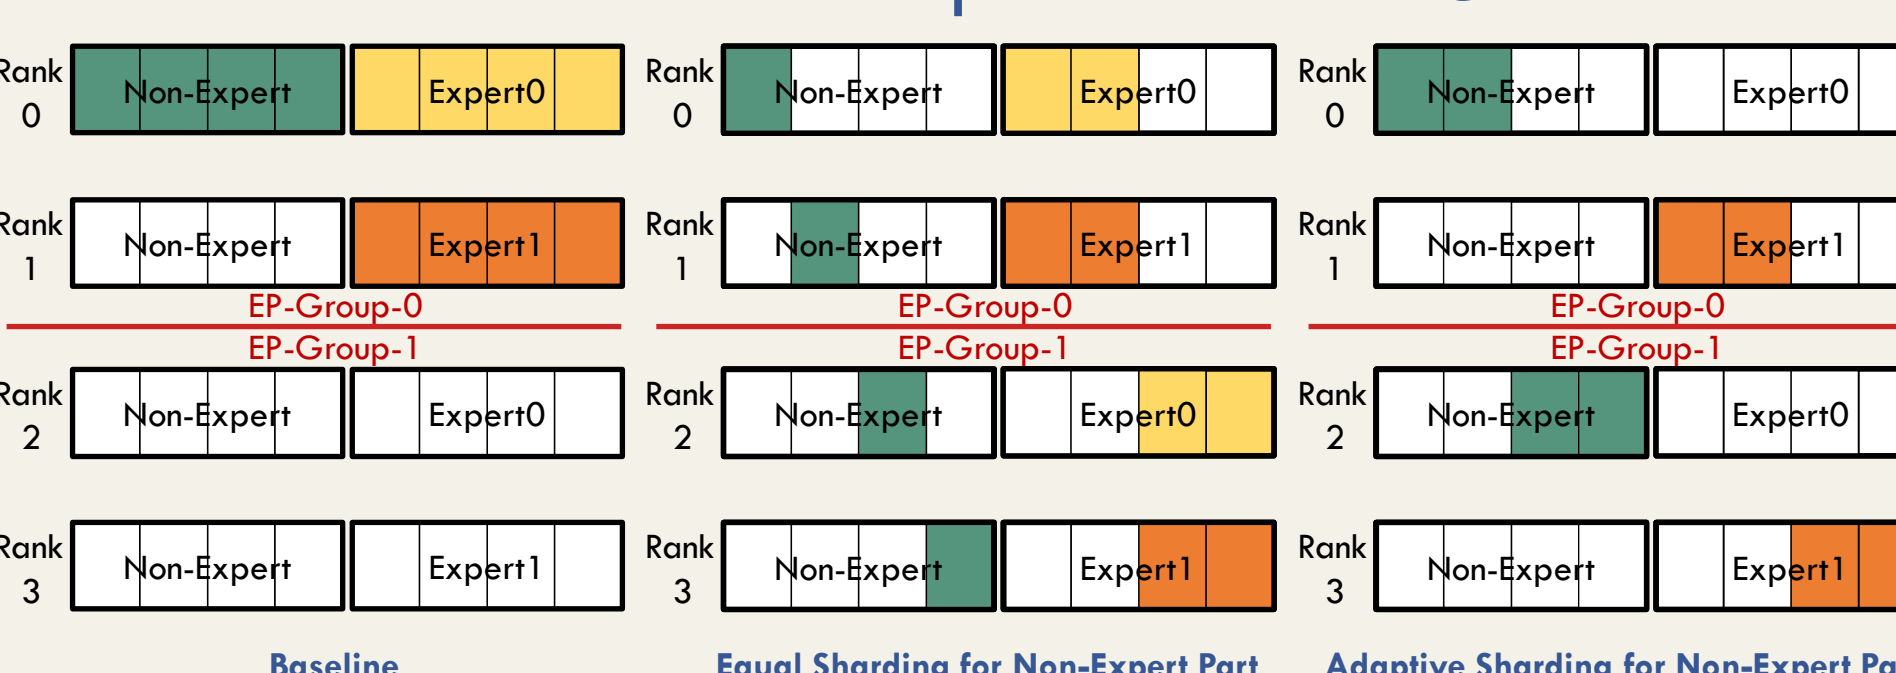 Rank 0 Non-Expert Expert0
Rank 1 Non-Expert Expert1
EP-Group-0
EP-Group-1
Rank 2 Non-Expert Expert0
Rank 3 Non-Expert Expert1
Baseline
Rank 0 Non-Expert Expert0
Rank 1 Non-Expert Expert1
EP-Group-0
EP-Group-1
Rank 2 Non-Expert Expert0
Rank 3 Non-Expert Expert1
Equal Sharding for Non-Expert Part
Rank 0 Non-Expert Expert0
Rank 1 Non-Expert Expert1
EP-Group-0
EP-Group-1
Rank 2 Non-Expert Expert0
Rank 3 Non-Expert Expert1
Adaptive Sharding for Non-Expert Pa